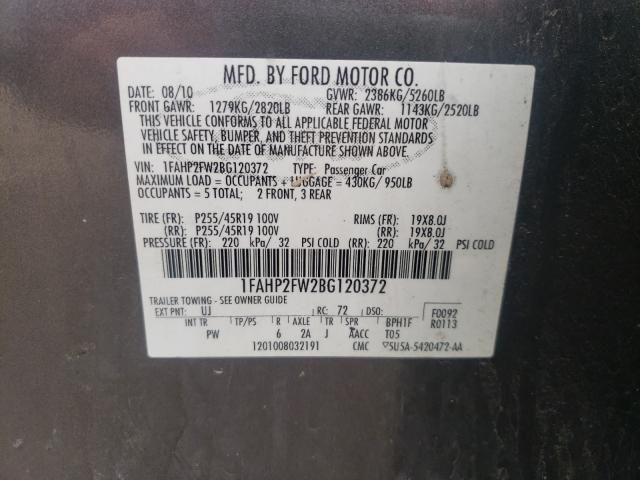 MFD. BY FORD MOTOR CO.
DATE: 08/10 GVWR: 2386KG/5260LB
FRONT GAWR: 1279KG/2820LB REAR GAWR: 1143KG/2520LB
THIS VEHICLE CONFORMS TO ALL APPLICABLE FEDERAL MOTOR
VEHICLE SAFETY, BUMPER, AND THEFT PREVENTION STANDARDS
IN EFFECT ON THE DATE OF MANUFACTURE SHOWN ABOVE.
VIN: 1FAHP2FW2BG120372 TYPE: Passenger Car
MAXIMUM LOAD = OCCUPANTS + LUGGAGE = 430KG/950LB
OCCUPANTS = 5 TOTAL; 2 FRONT, 3 REAR
TIRE (FR): P255/45R19 100V RIMS (FR): 19X8.0J
(RR): P255/45R19 100V (RR): 19X8.0J
PRESSURE (FR): 220 kPa/ 32 PSI COLD (RR): 220 kPa/ 32 PSI COLD
1FAHP2FW2BG120372
TRAILER TOWING - SEE OWNER GUIDE
EXT PNT: UJ RC: 72 DSO: F0092
INT TR TP/PS R AXLE TR SPR BPH1F R0113
PW 6 2A J AACC T05
1201008032191 CMC SU5A-5420472-AA